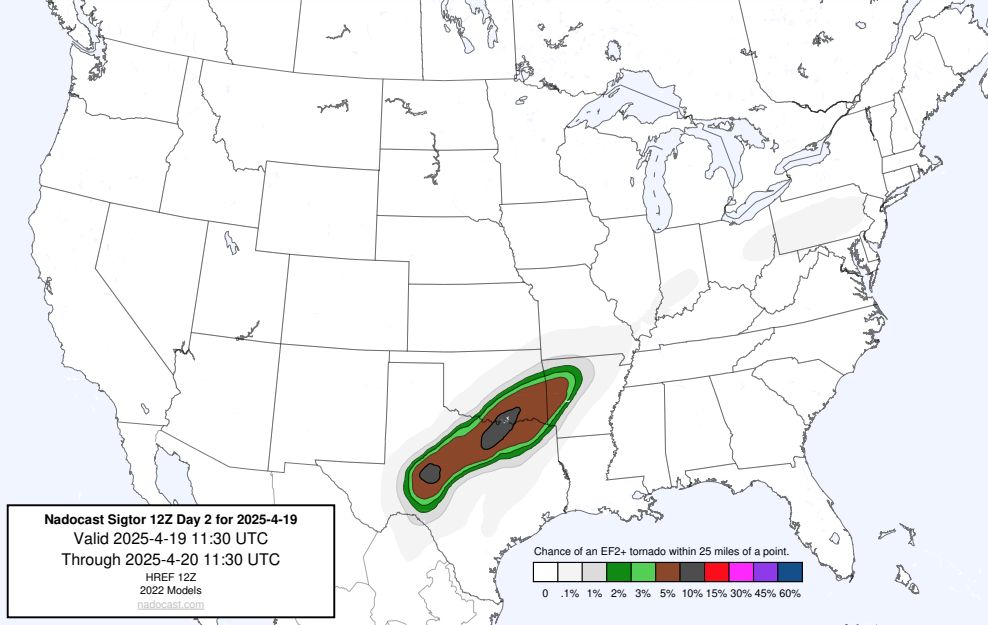 Nadocast Sigtor 12Z Day 2 for 2025-4-19
Valid 2025-4-19 11:30 UTC
Through 2025-4-20 11:30 UTC
HREF 12Z
2022 Models
nadocast.com
Chance of an EF2+ tornado within 25 miles of a point.
0 .1% 1% 2% 3% 5% 10% 15% 30% 45% 60%